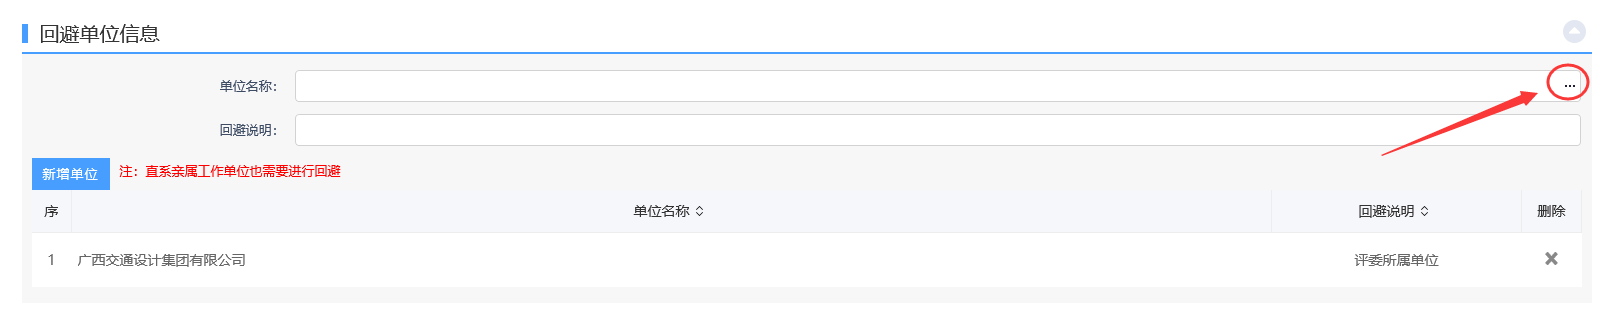 回避单位信息
单位名称：
...
回避说明：
新增单位 注：直系亲属工作单位也需要进行回避
序 单位名称 回避说明 删除
1 广西交通设计集团有限公司 评委所属单位